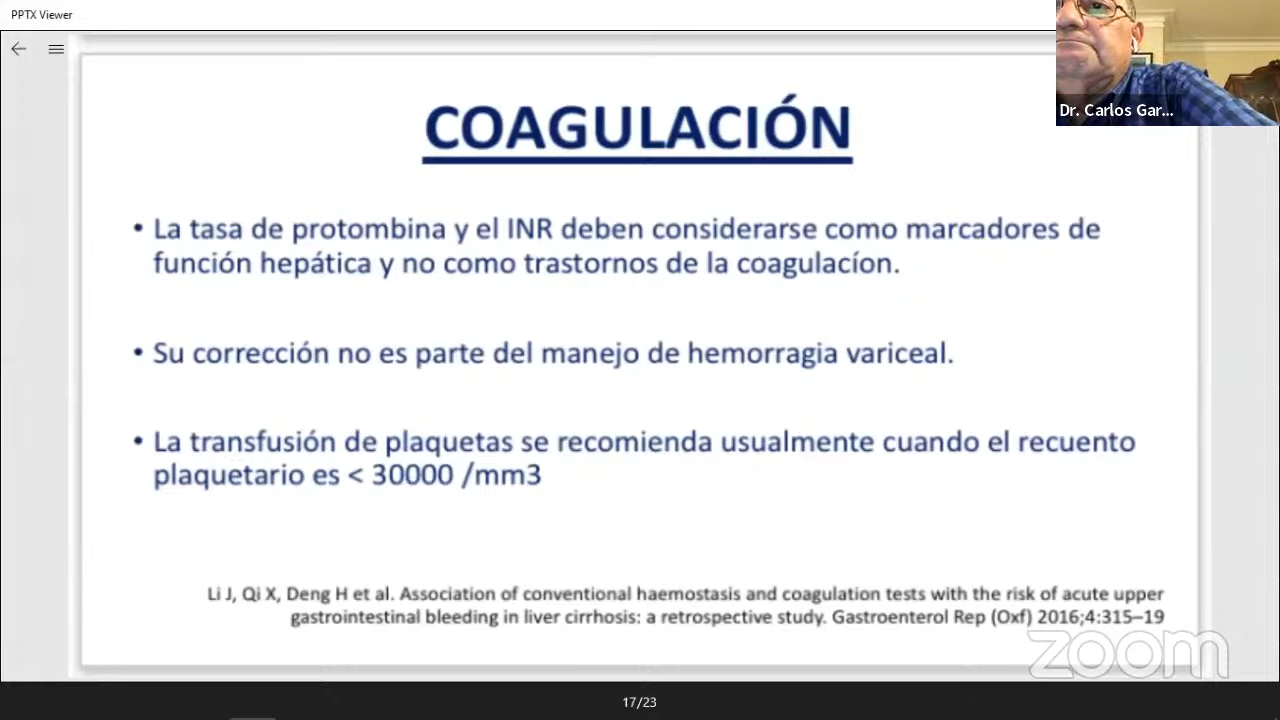 PPTX Viewer
Dr. Carlos Gar...
COAGULACIÓN
• La tasa de protombina y el INR deben considerarse como marcadores de
función hepática y no como trastornos de la coagulacíon.
• Su corrección no es parte del manejo de hemorragia variceal.
• La transfusión de plaquetas se recomienda usualmente cuando el recuento
plaquetario es < 30000 /mm3
Li J, Qi X, Deng H et al. Association of conventional haemostasis and coagulation tests with the risk of acute upper
gastrointestinal bleeding in liver cirrhosis: a retrospective study. Gastroenterol Rep (Oxf) 2016;4:315–19
zoom
17/23